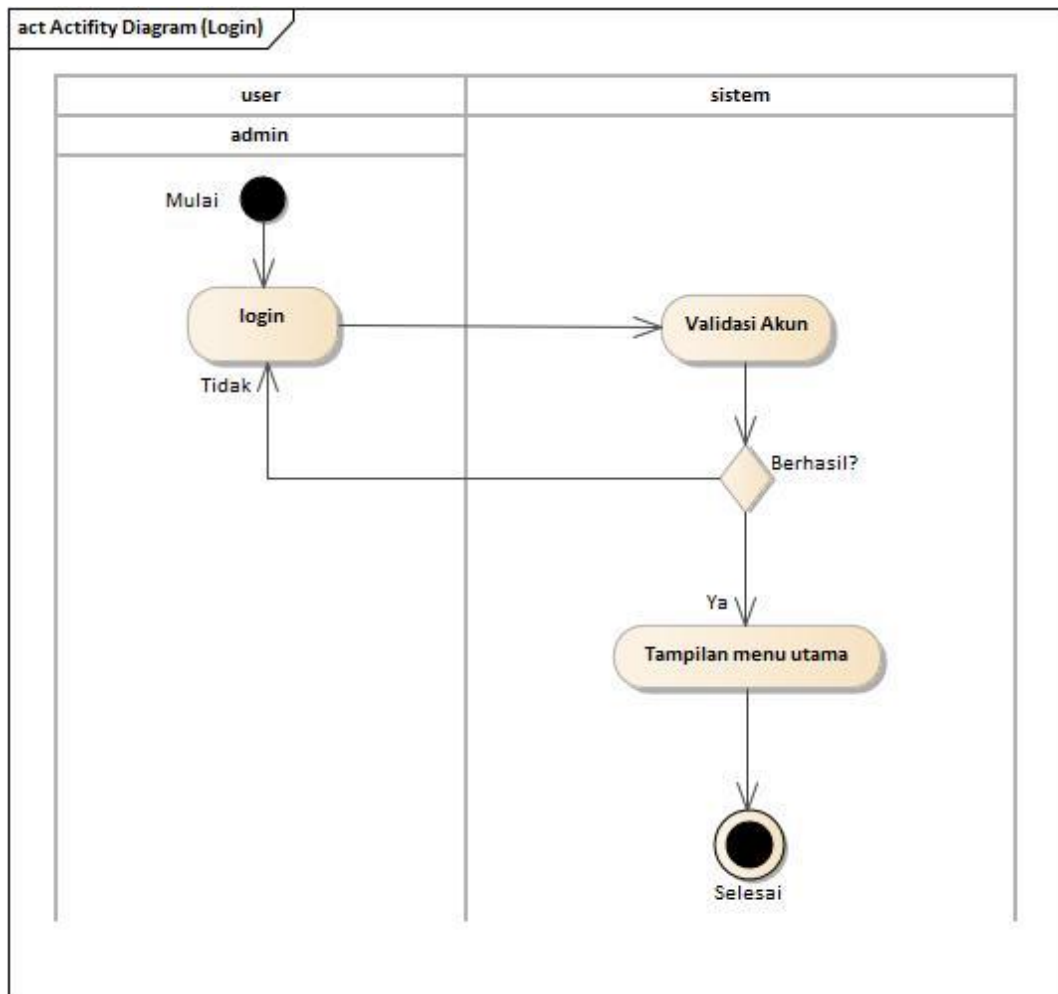 act Actifity Diagram (Login)
user
sistem
admin
Mulai
login
Validasi Akun
Tidak
Berhasil?
Ya
Tampilan menu utama
Selesai